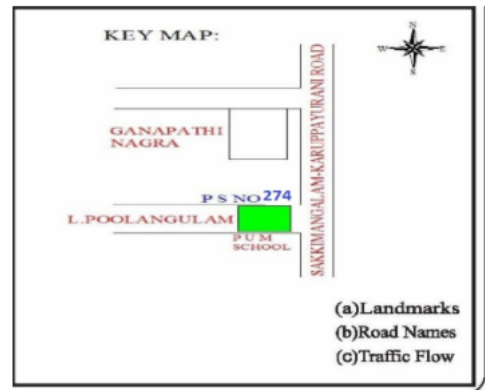 KEY MAP:
N
W E
S
GANAPATHI
NAGRA
SAKKIMANGALAM-KARUPPAYURANI ROAD
P S NO 274
L.POOLANGULAM
P U M
SCHOOL
(a)Landmarks
(b)Road Names
(c)Traffic Flow